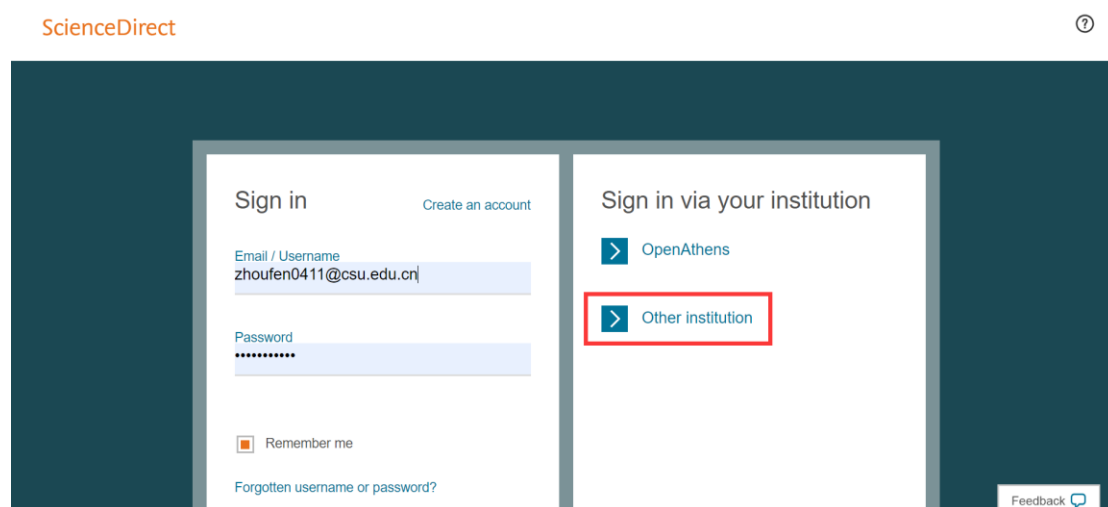 ScienceDirect
Sign in
Create an account
Email / Username
zhoufen0411@csu.edu.cn
Password
•••••••••••
Remember me
Forgotten username or password?
Sign in via your institution
OpenAthens
Other institution
Feedback